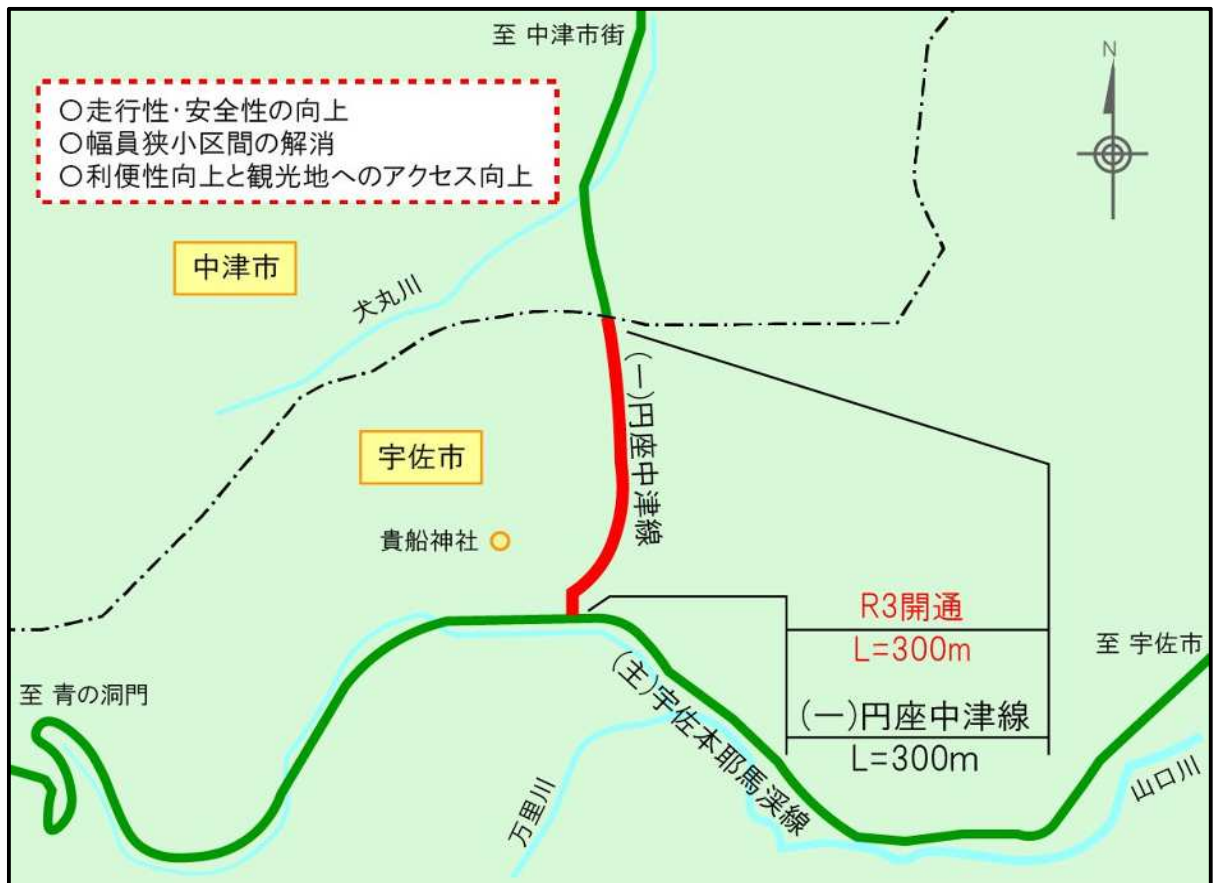 至 中津市街
N
○走行性・安全性の向上
○幅員狭小区間の解消
○利便性向上と観光地へのアクセス向上
中津市
犬丸川
(一)円座中津線
宇佐市
貴船神社
R3開通
L=300m
至 宇佐市
至 青の洞門
(主)宇佐本耶馬渓線
(一)円座中津線
L=300m
万里川
山口川